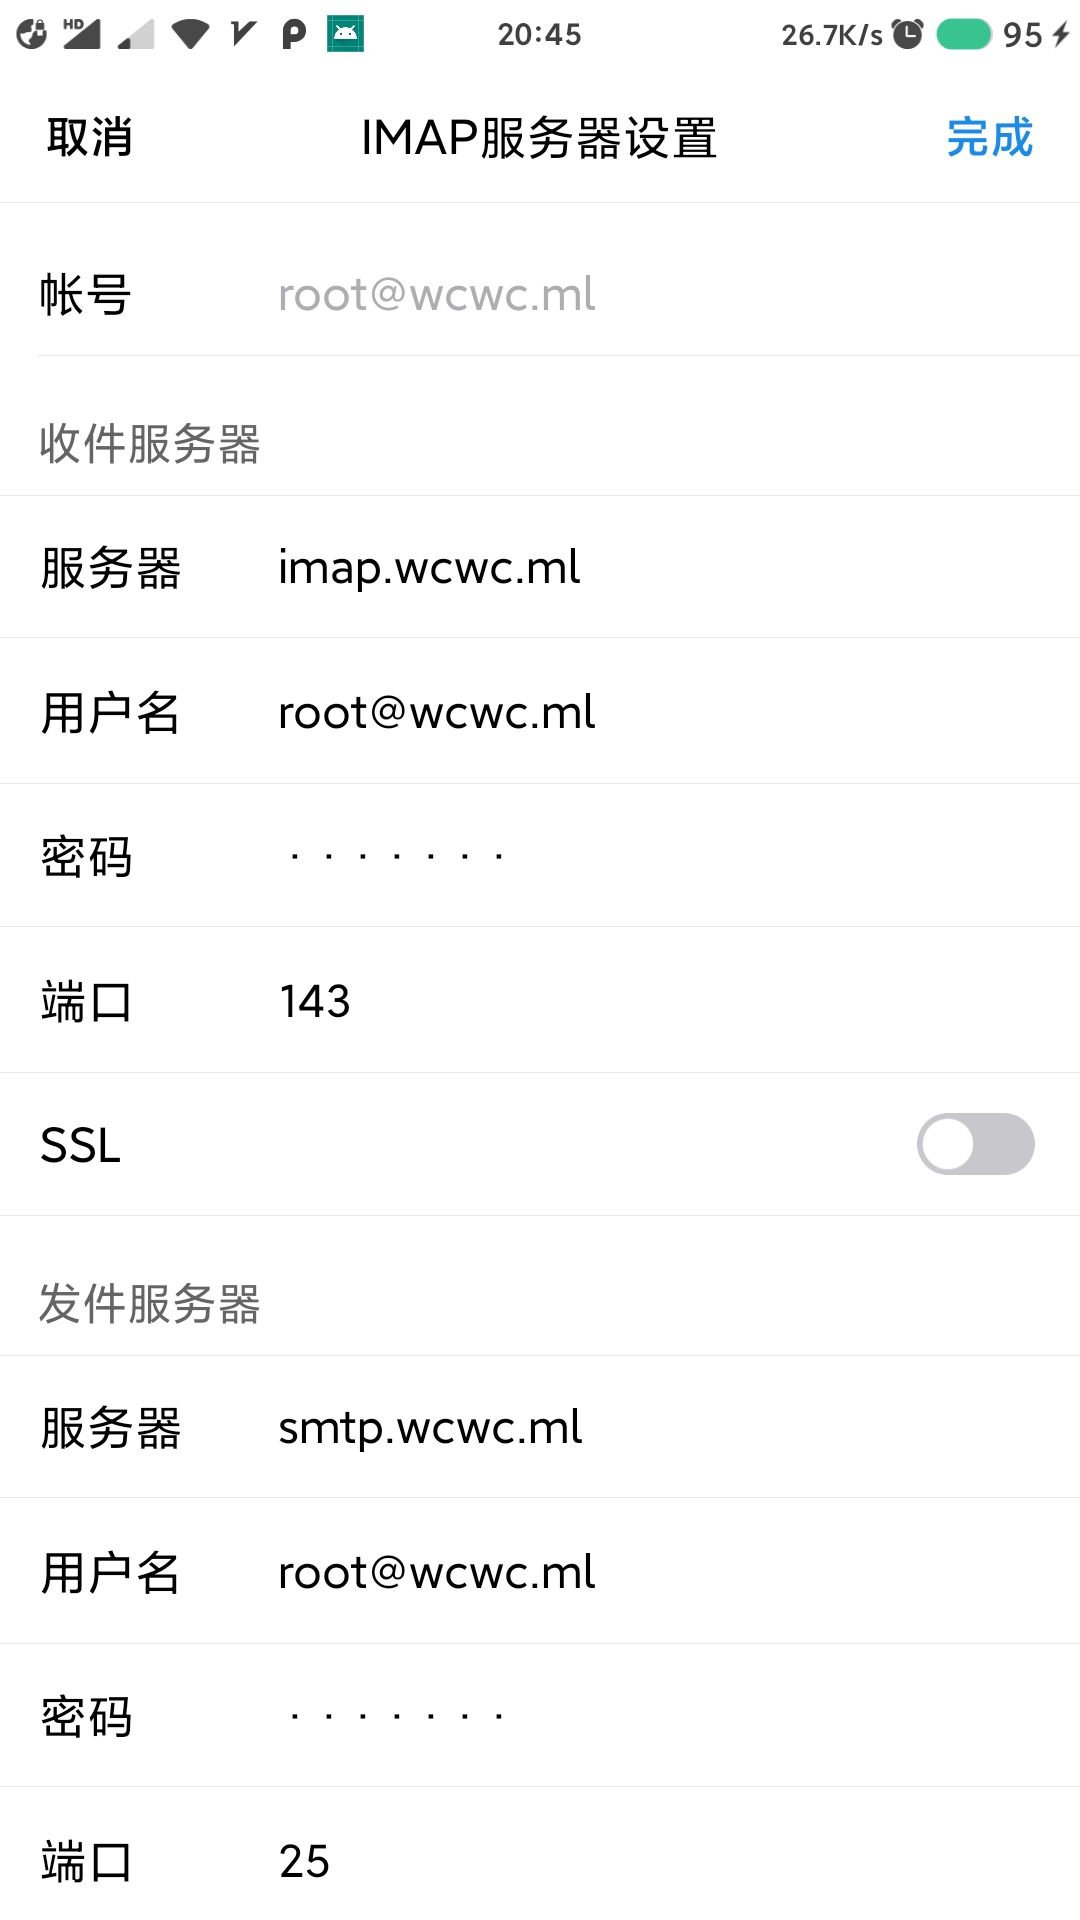 HD 20:45 26.7K/s 95
取消 IMAP服务器设置 完成
帐号 root@wcwc.ml
收件服务器
服务器 imap.wcwc.ml
用户名 root@wcwc.ml
密码 · · · · · · ·
端口 143
SSL
发件服务器
服务器 smtp.wcwc.ml
用户名 root@wcwc.ml
密码 · · · · · · ·
端口 25